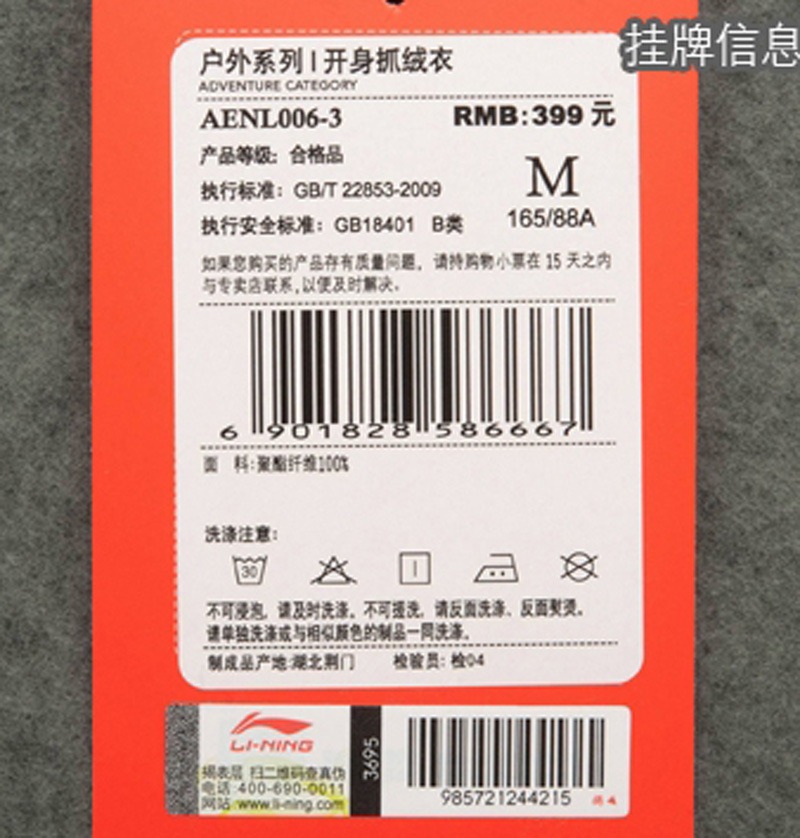 挂牌信息
户外系列 | 开身抓绒衣
ADVENTURE CATEGORY
AENL006-3 RMB:399 元
产品等级: 合格品
M
执行标准: GB/T 22853-2009
165/88A
执行安全标准: GB18401 B类
如果您购买的产品存有质量问题, 请持购物小票在 15 天之内
与专卖店联系,以便及时解决。
6 901828 586667
面 料:聚酯纤维100%
洗涤注意:
30
不可浸泡, 请及时洗涤。不可搓洗, 请反面洗涤、反面熨烫。
请单独洗涤或与相似颜色的制品一同洗涤。
制成品产地:湖北荆门 检验员: 检04
LI-NING
揭表层 扫二维码查真伪
电话:400-690-0011
网站:www.li-ning.com
3695
985721244215